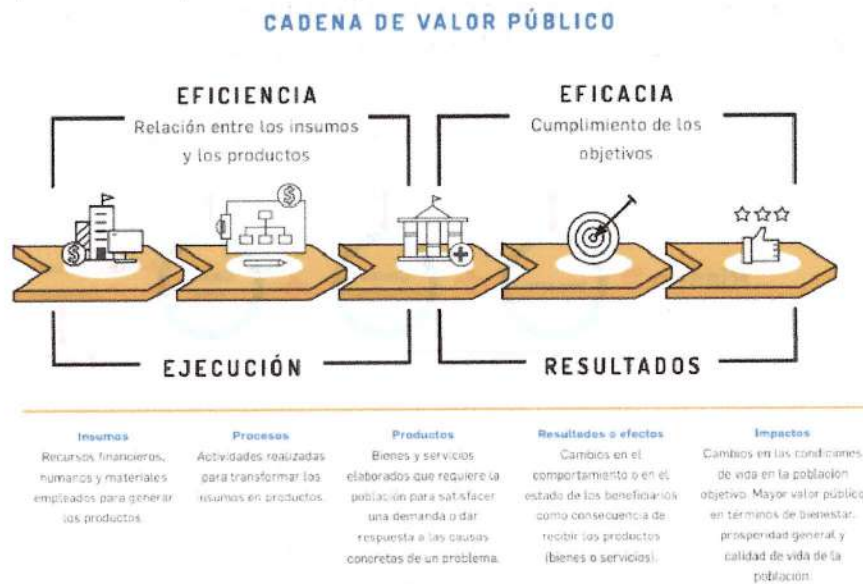 CADENA DE VALOR PÚBLICO
EFICIENCIA
Relación entre los insumos
y los productos
EFICACIA
Cumplimiento de los
objetivos
$
$
EJECUCIÓN
RESULTADOS
Insumos
Recursos financieros,
humanos y materiales
empleados para generar
los productos.
Procesos
Actividades realizadas
para transformar los
insumos en productos.
Productos
Bienes y servicios
elaborados que requiere la
población para satisfacer
una demanda o dar
respuesta a las causas
concretas de un problema.
Resultados o efectos
Cambios en el
comportamiento o en el
estado de los beneficiarios
como consecuencia de
recibir los productos
(bienes o servicios).
Impactos
Cambios en las condiciones
de vida en la población
objetivo. Mayor valor público
en términos de bienestar,
prosperidad general y
calidad de vida de la
población.